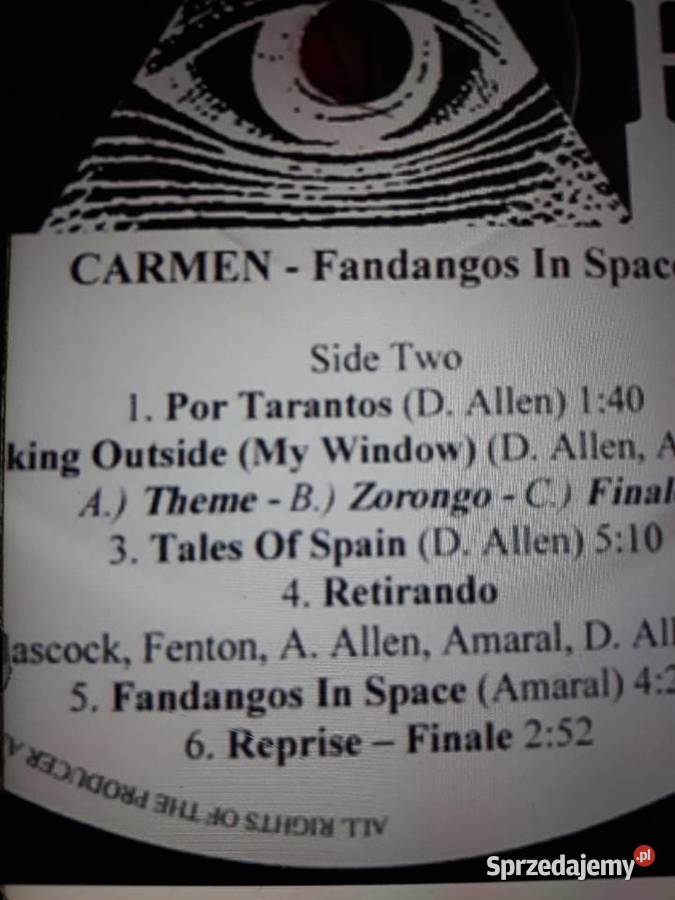 CARMEN - Fandangos In Space
Side Two
1. Por Tarantos (D. Allen) 1:40
king Outside (My Window) (D. Allen, A
A.) Theme - B.) Zorongo - C.) Final
3. Tales Of Spain (D. Allen) 5:10
4. Retirando
lascock, Fenton, A. Allen, Amaral, D. All
5. Fandangos In Space (Amaral) 4:2
6. Reprise – Finale 2:52
ALL RIGHTS OF THE PRODUCER A
Sprzedajemy.pl